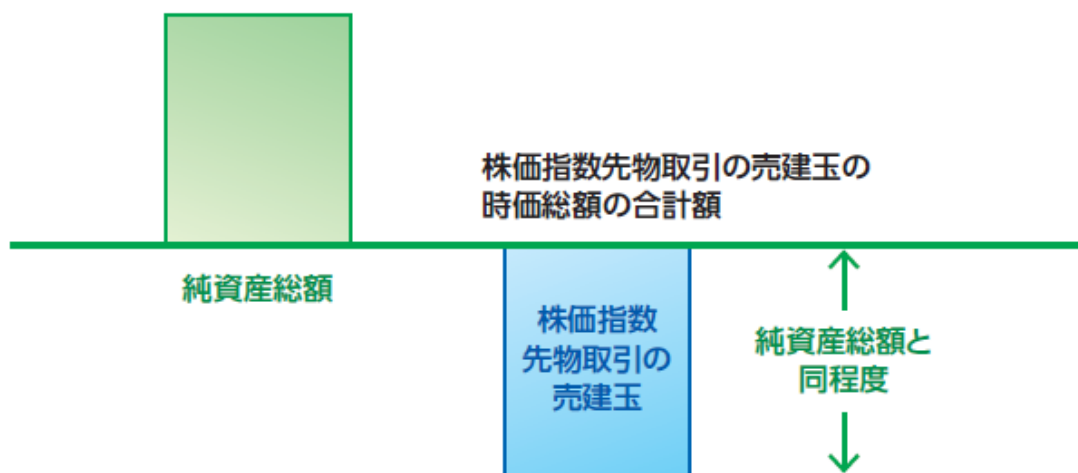 株価指数先物取引の売建玉の
時価総額の合計額
純資産総額
株価指数
先物取引の
売建玉
純資産総額と
同程度